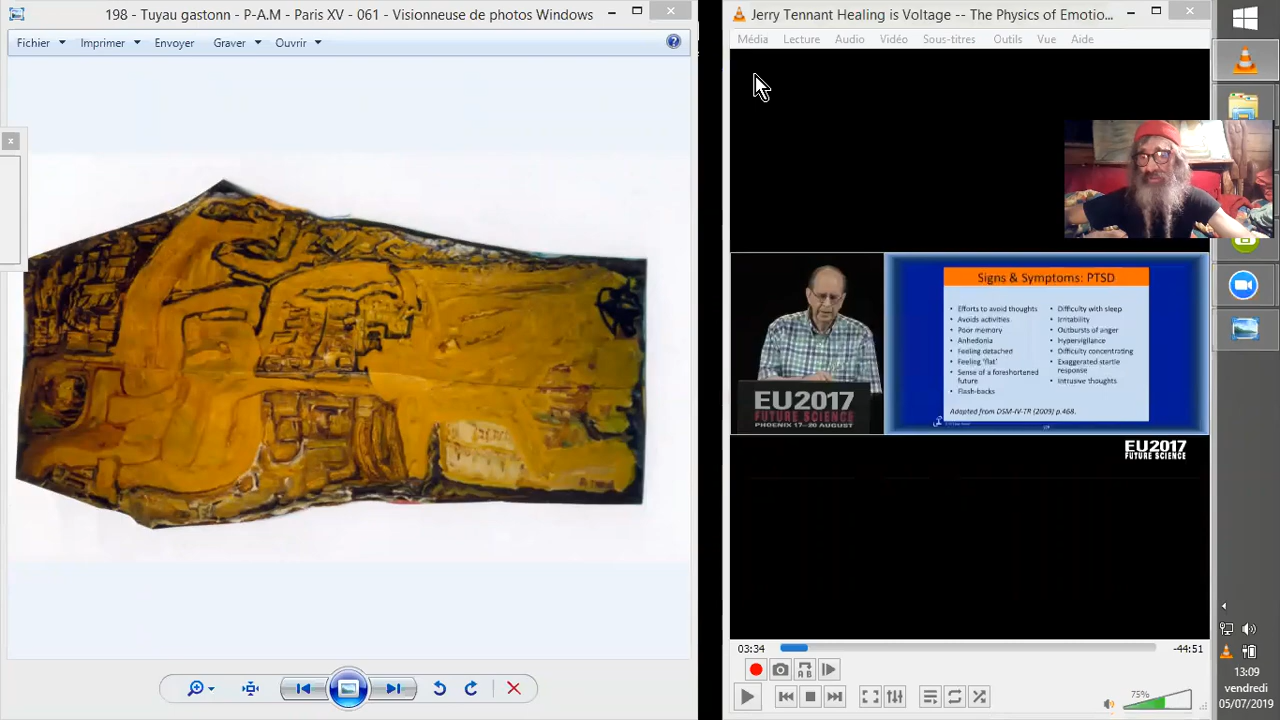 198 - Tuyau gastonn - P-A.M - Paris XV - 061 - Visionneuse de photos Windows
Fichier Imprimer Envoyer Graver Ouvrir
Jerry Tennant Healing is Voltage -- The Physics of Emotio...
Média Lecture Audio Vidéo Sous-titres Outils Vue Aide
EU2017
FUTURE SCIENCE
PHOENIX 17-20 AUGUST
Signs & Symptoms: PTSD
• Efforts to avoid thoughts
• Avoids activities
• Poor memory
• Anhedonia
• Feeling detached
• Feeling 'flat'
• Sense of a foreshortened
future
• Flash-backs
• Difficulty with sleep
• Irritability
• Outbursts of anger
• Hypervigilance
• Difficulty concentrating
• Exaggerated startle
response
• Intrusive thoughts
Adapted from DSM-IV-TR (2009) p.468.
EU2017
FUTURE SCIENCE
03:34
-44:51
A B
75%
13:09
vendredi
05/07/2019